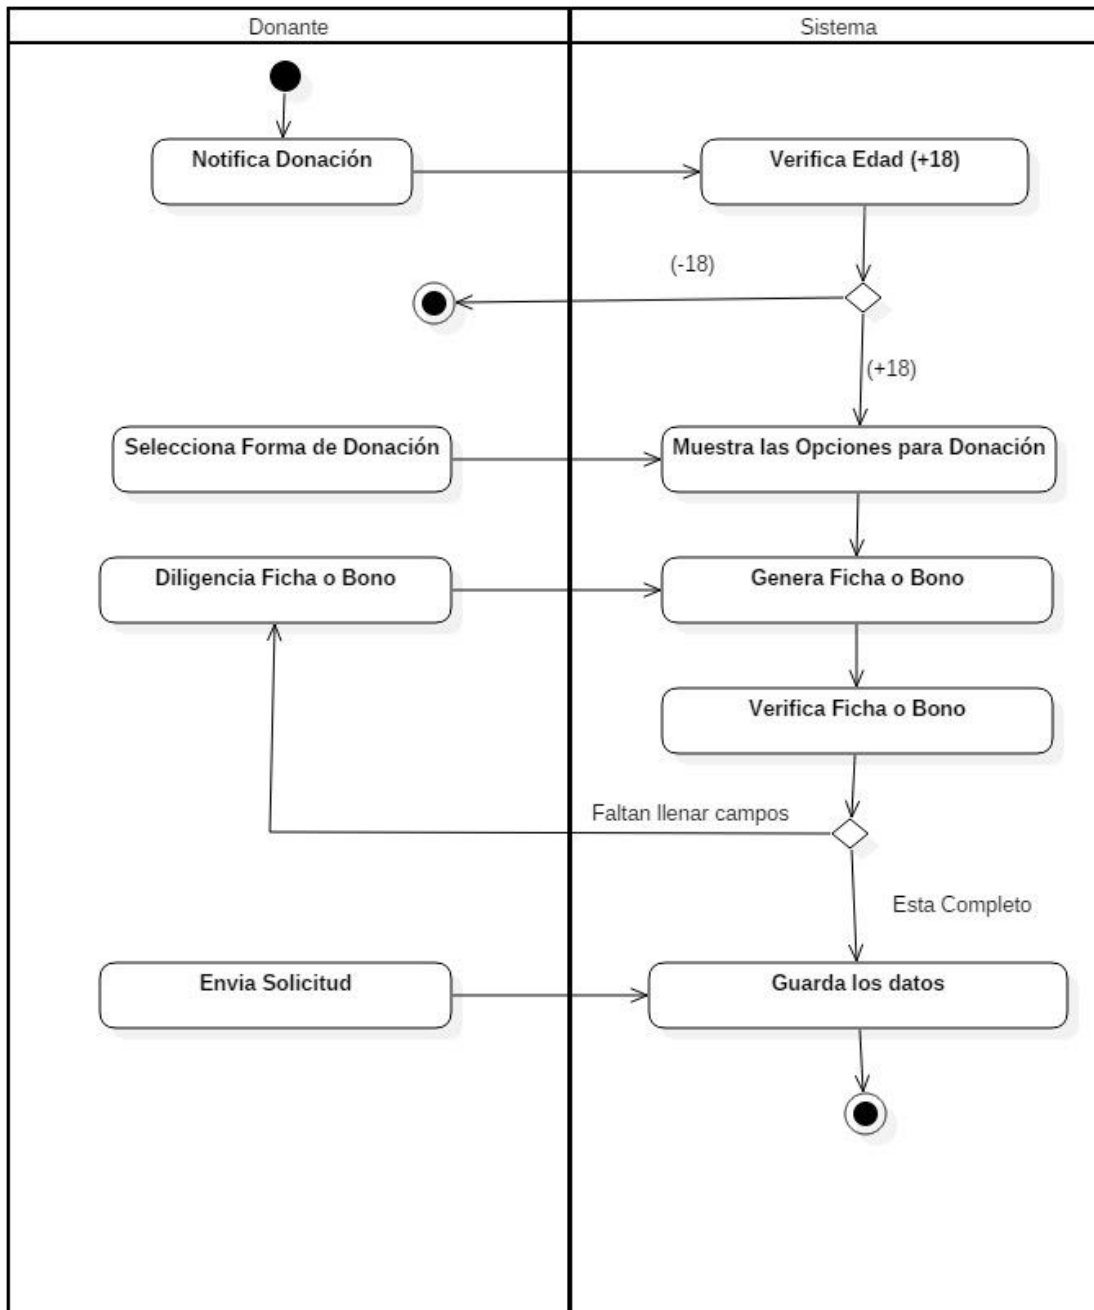 Donante
Sistema
Notifica Donación
Verifica Edad (+18)
(-18)
(+18)
Selecciona Forma de Donación
Muestra las Opciones para Donación
Diligencia Ficha o Bono
Genera Ficha o Bono
Verifica Ficha o Bono
Faltan llenar campos
Esta Completo
Envia Solicitud
Guarda los datos